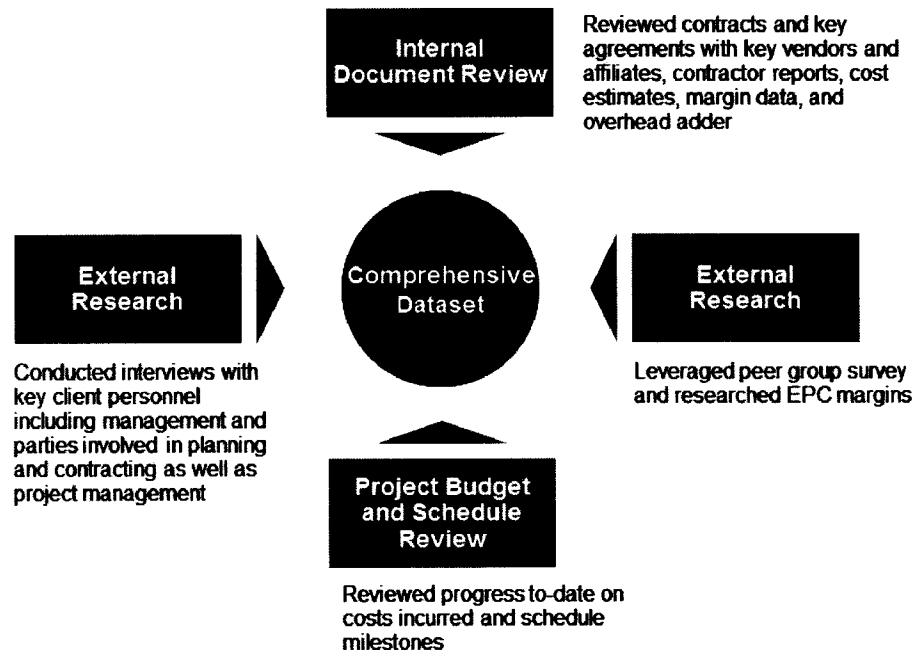 Internal
Document Review
Reviewed contracts and key
agreements with key vendors and
affiliates, contractor reports, cost
estimates, margin data, and
overhead adder
External
Research
Conducted interviews with
key client personnel
including management and
parties involved in planning
and contracting as well as
project management
Comprehensive
Dataset
External
Research
Leveraged peer group survey
and researched EPC margins
Project Budget
and Schedule
Review
Reviewed progress to-date on
costs incurred and schedule
milestones